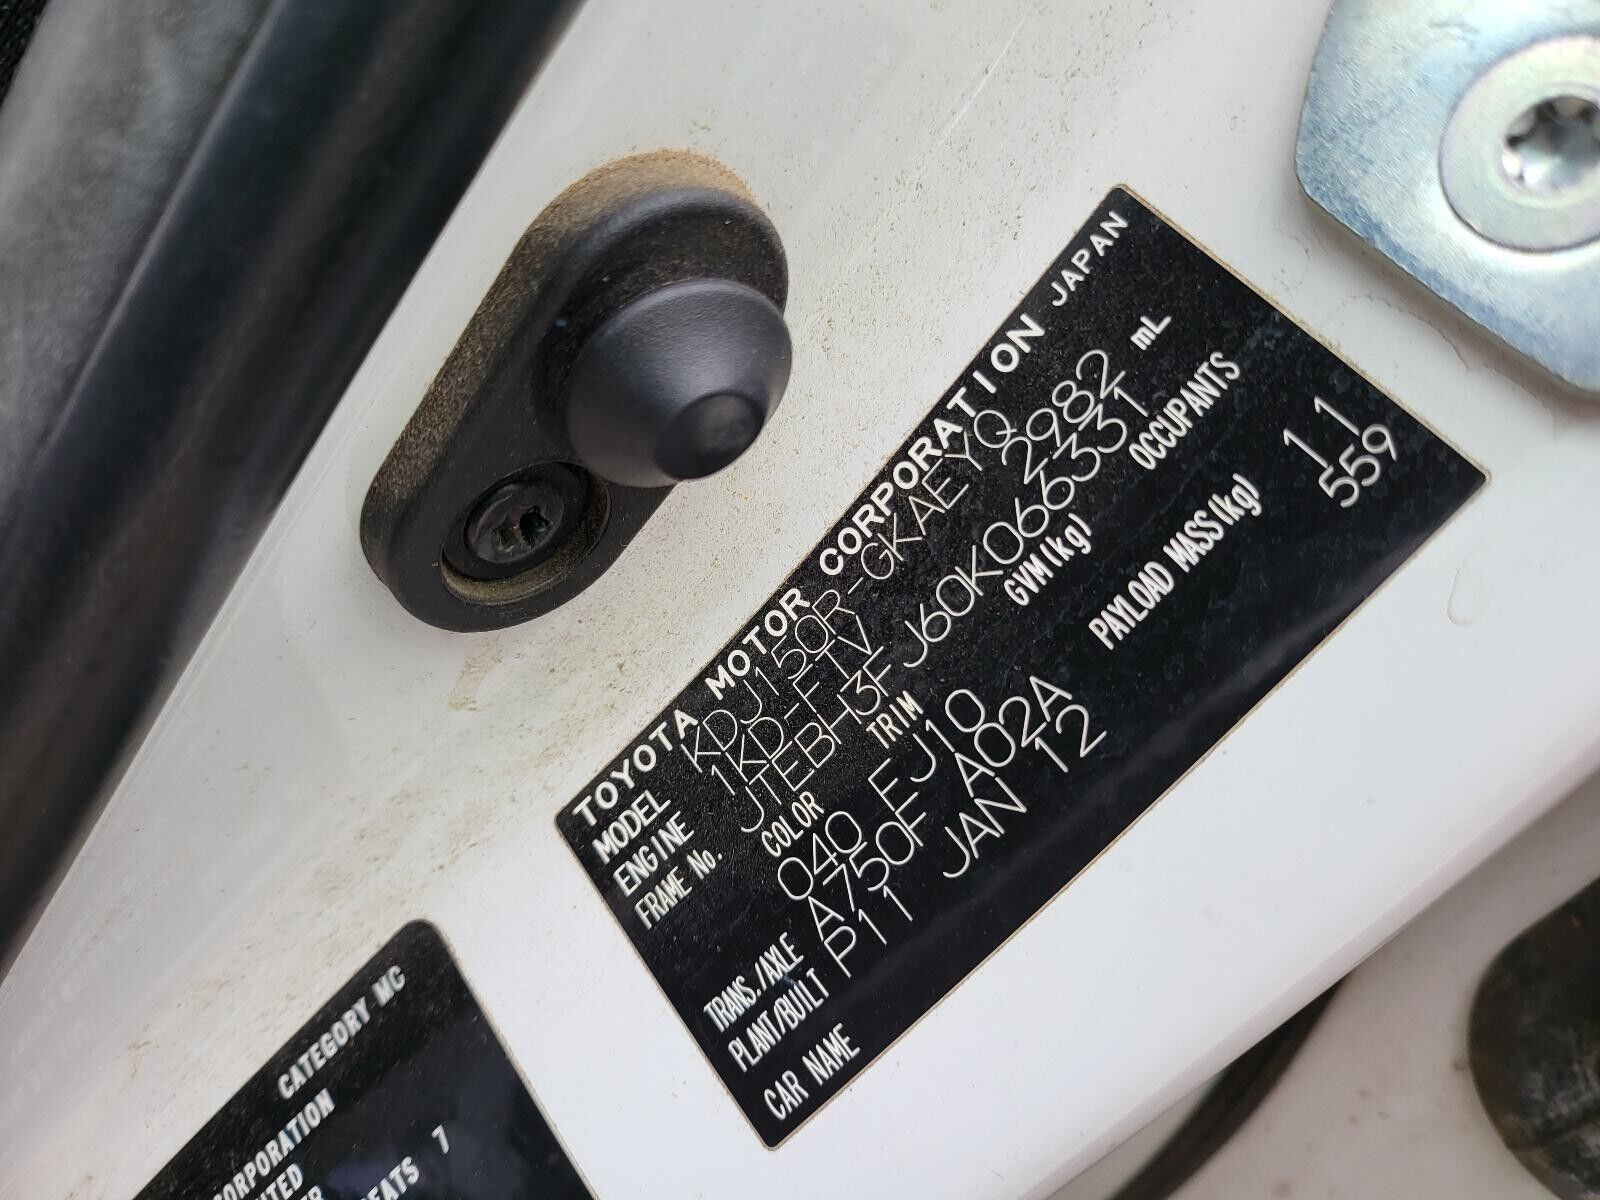 TOYOTA MOTOR CORPORATION JAPAN
MODEL KDJ150R-GKAEYQ
ENGINE 1KD-FTV 2982 mL
FRAME No. JTEBH3FJ60K066331
COLOR TRIM GVM(kg) OCCUPANTS
040 FJ10
PAYLOAD MASS(kg) 11
559
TRANS./AXLE A750F A02A
PLANT/BUILT P11 JAN 12
CAR NAME
CATEGORY MC
CORPORATION
SEATS 7